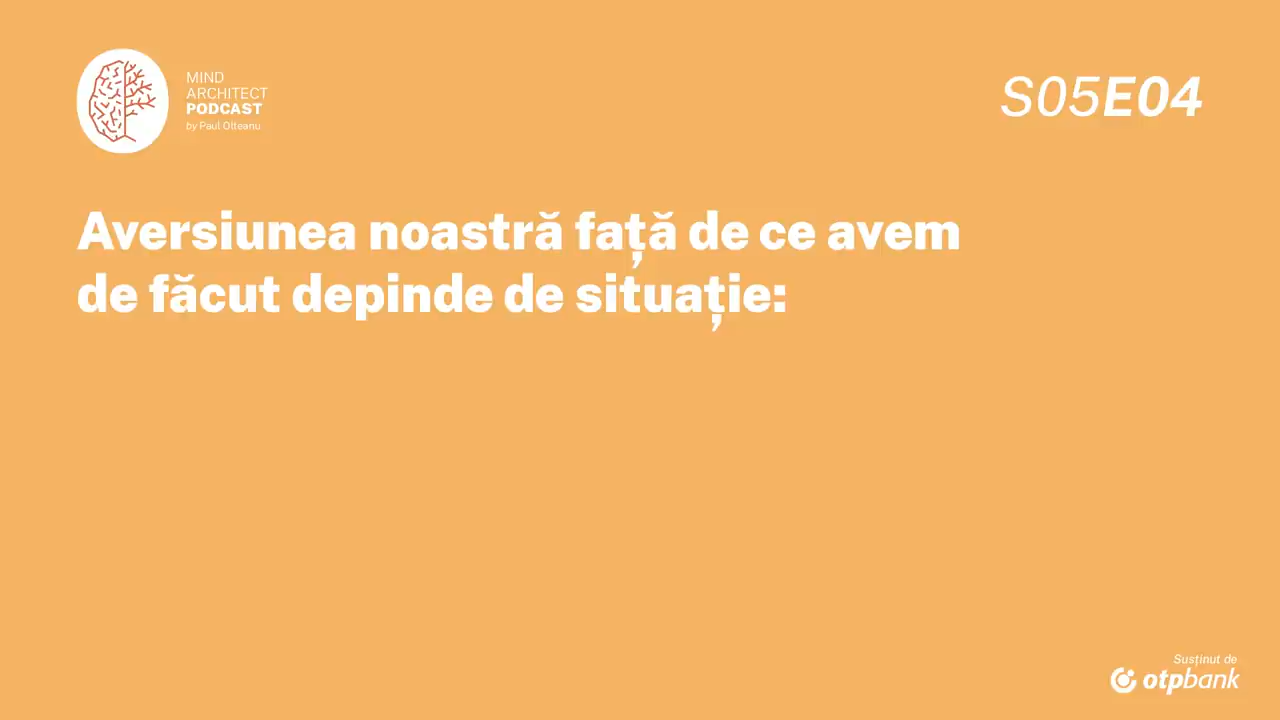 MIND
ARCHITECT
PODCAST
by Paul Olteanu
S05E04
Aversiunea noastră față de ce avem
de făcut depinde de situație:
Susținut de
otpbank